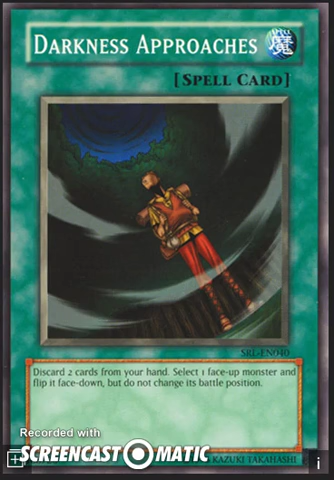 DARKNESS APPROACHES 魔
[SPELL CARD]
SRL-EN040
Discard 2 cards from your hand. Select 1 face-up monster and
flip it face-down, but do not change its battle position.
Recorded with
SCREENCAST MATIC
KAZUKI TAKAHASHI
i